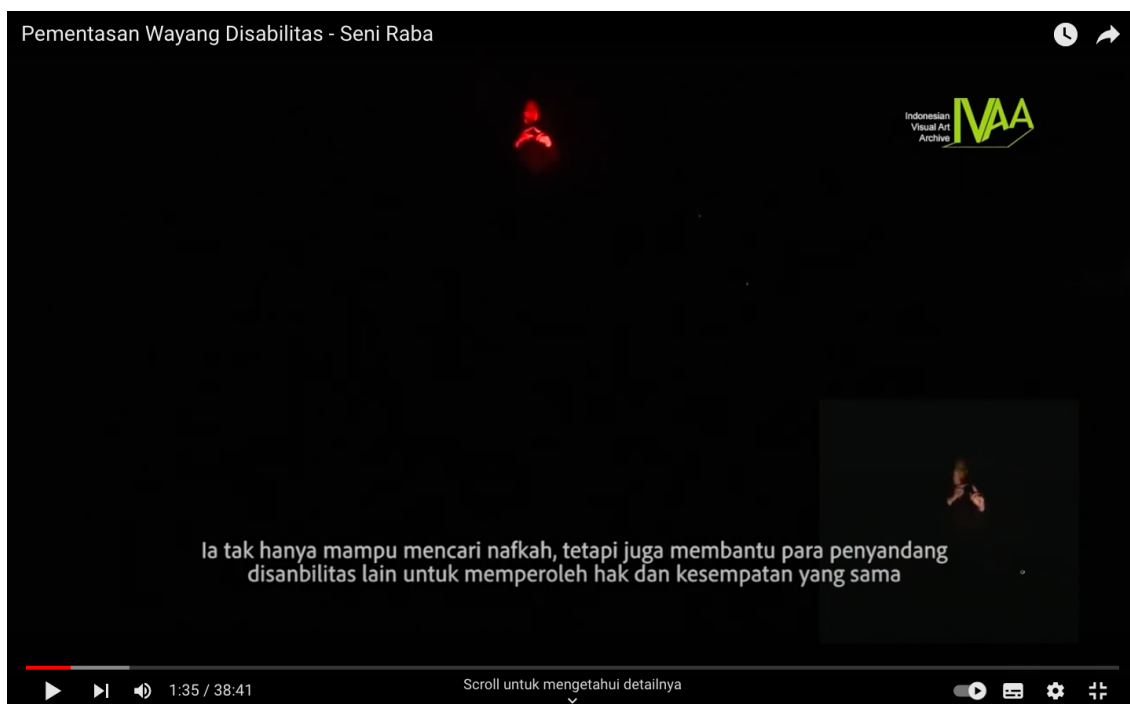 Pementasan Wayang Disabilitas - Seni Raba
Indonesian
Visual Art
Archive
IVAA
Ia tak hanya mampu mencari nafkah, tetapi juga membantu para penyandang
disanbilitas lain untuk memperoleh hak dan kesempatan yang sama
1:35 / 38:41
Scroll untuk mengetahui detailnya